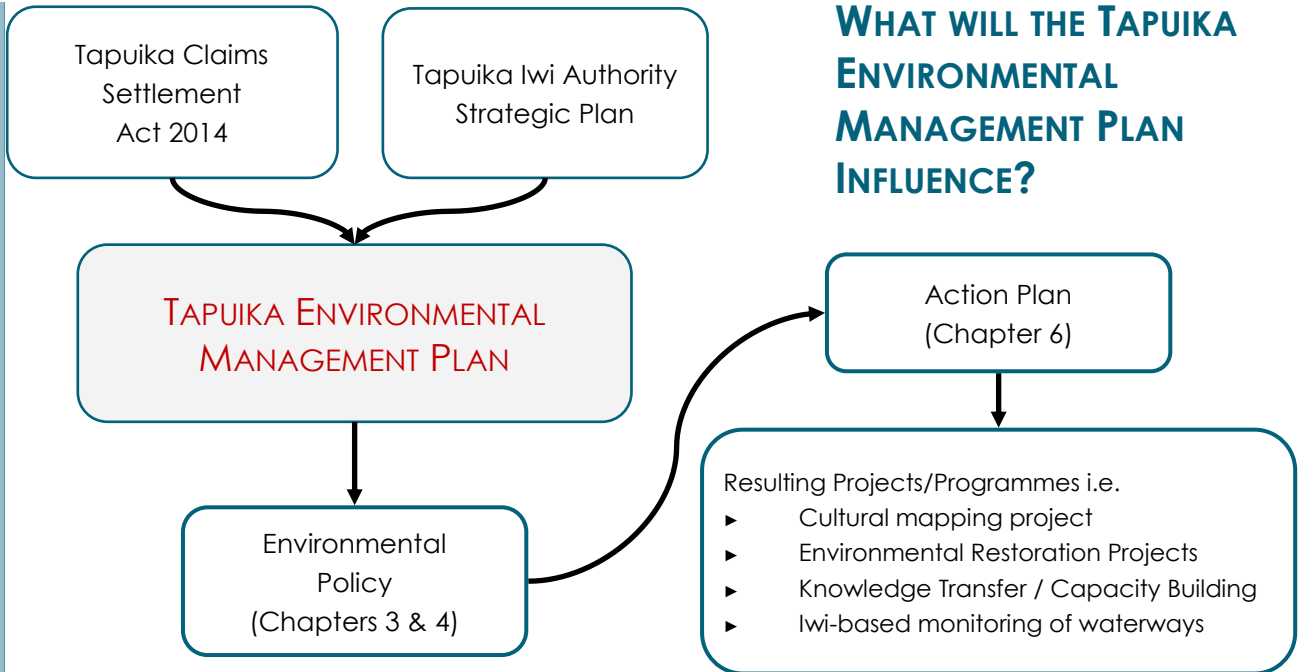 WHAT WILL THE TAPUIKA
ENVIRONMENTAL
MANAGEMENT PLAN
INFLUENCE?
Tapuika Claims
Settlement
Act 2014
Tapuika Iwi Authority
Strategic Plan
TAPUIKA ENVIRONMENTAL
MANAGEMENT PLAN
Environmental
Policy
(Chapters 3 & 4)
Action Plan
(Chapter 6)
Resulting Projects/Programmes i.e.
► Cultural mapping project
► Environmental Restoration Projects
► Knowledge Transfer / Capacity Building
► Iwi-based monitoring of waterways